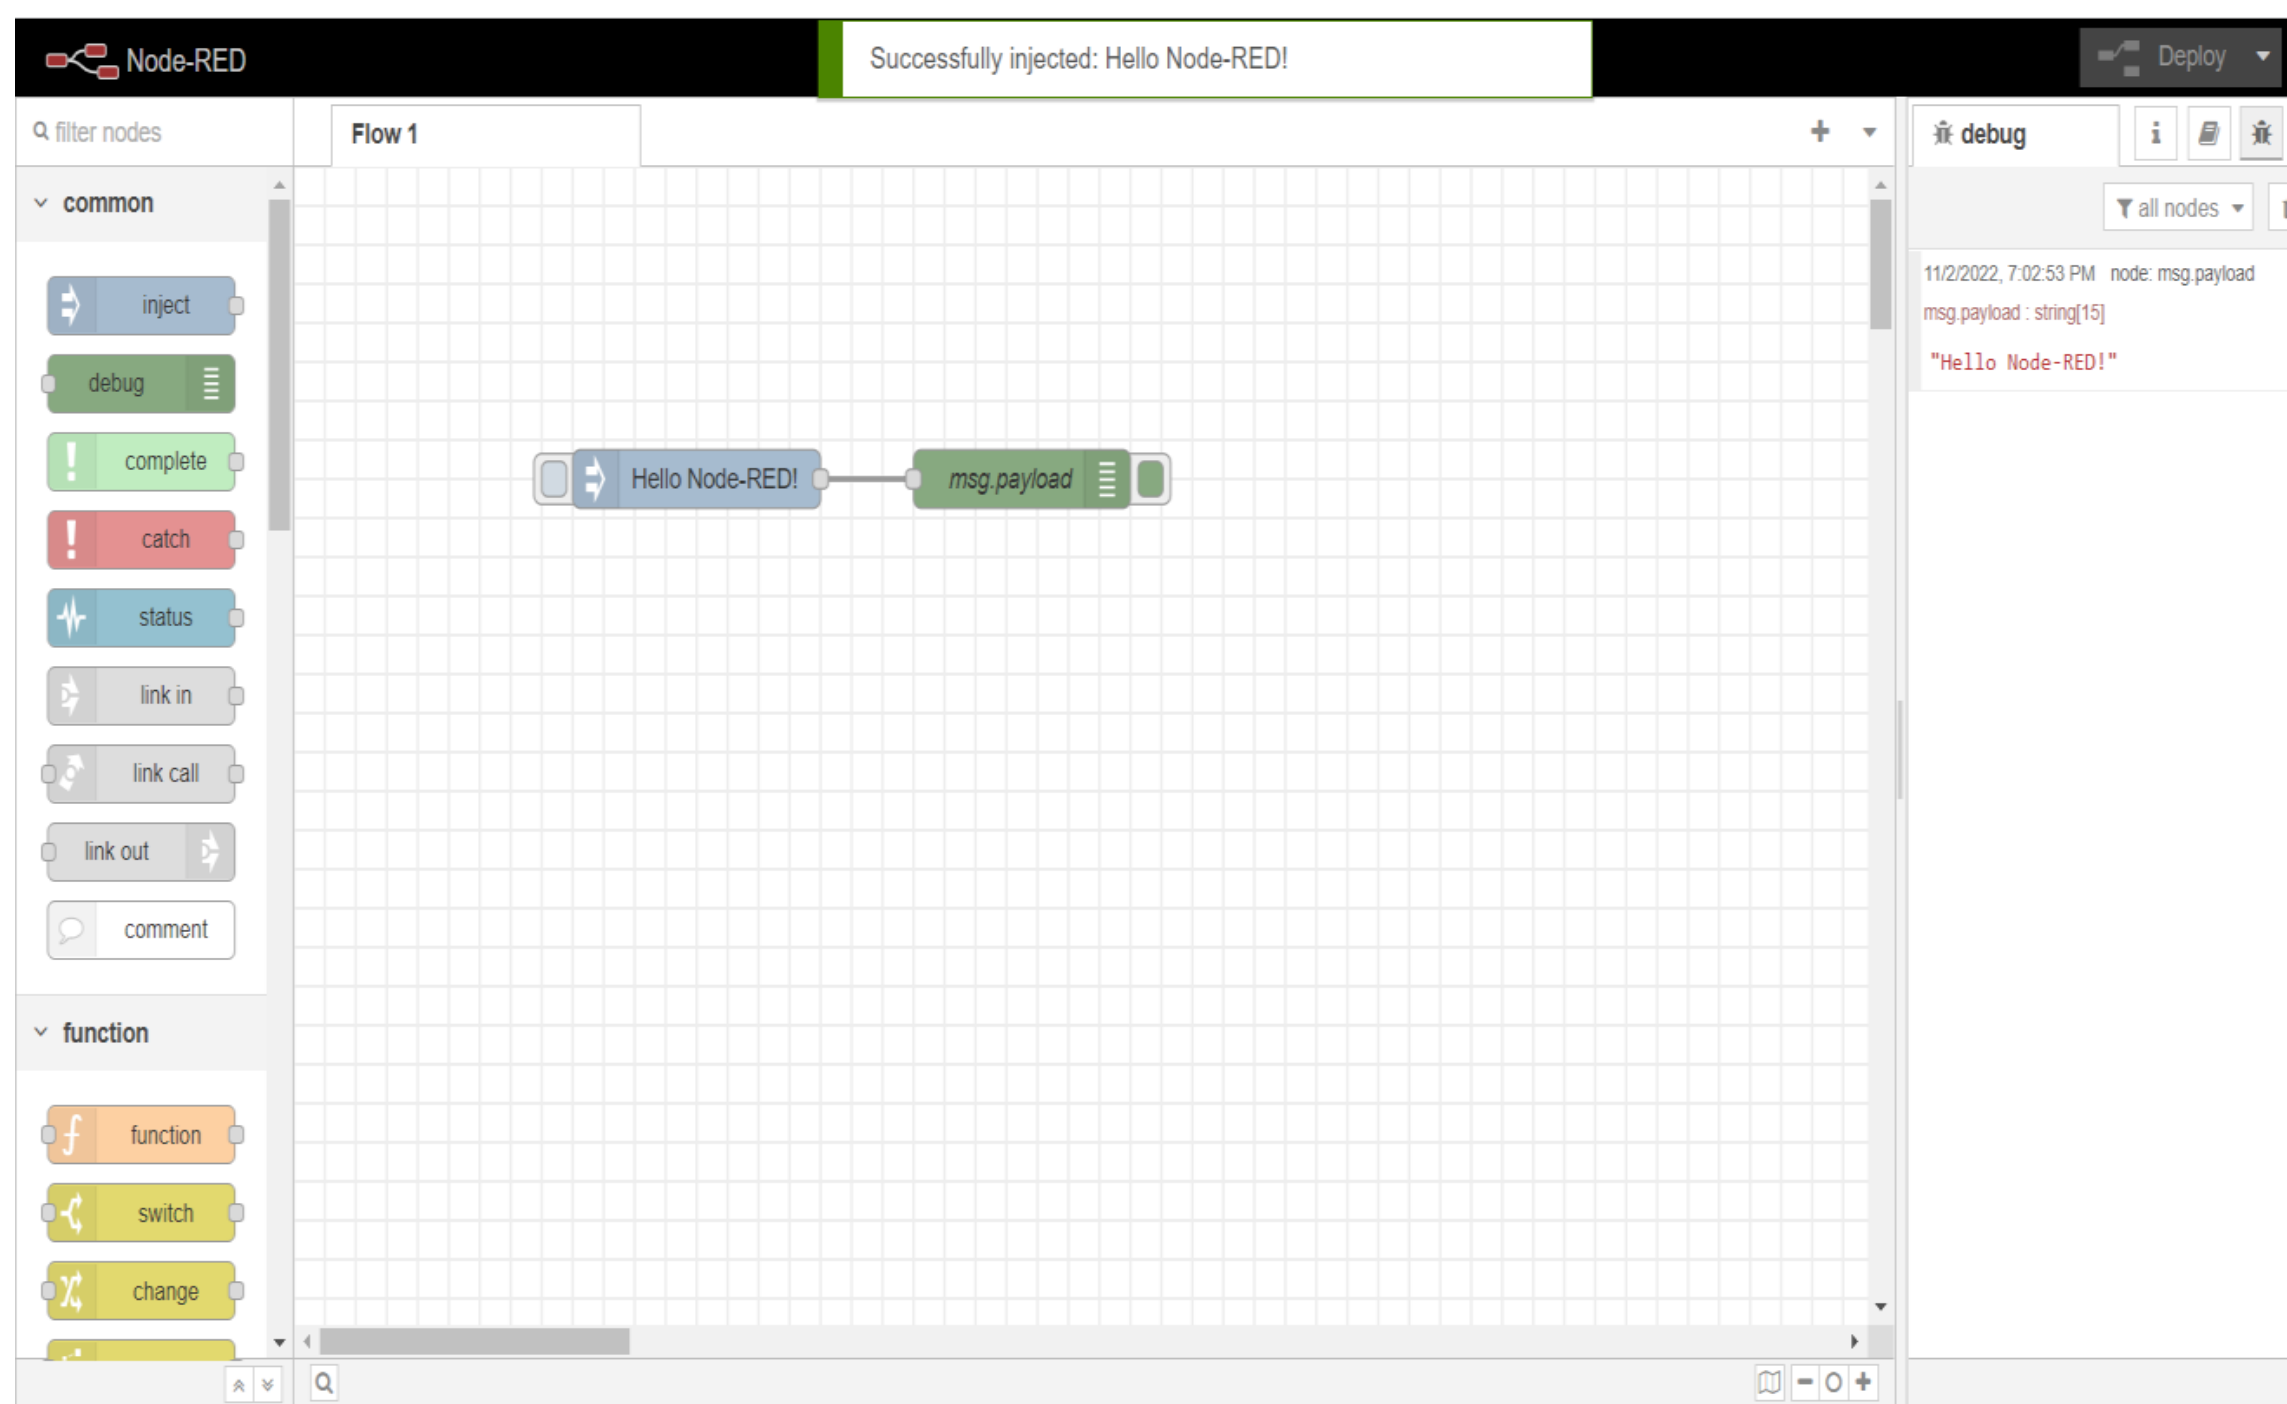 Node-RED
Successfully injected: Hello Node-RED!
Deploy
filter nodes
Flow 1
debug
i
all nodes
common
inject
debug
complete
catch
status
link in
link call
link out
comment
function
function
switch
change
Hello Node-RED!
msg.payload
11/2/2022, 7:02:53 PM node: msg.payload
msg.payload : string[15]
"Hello Node-RED!"